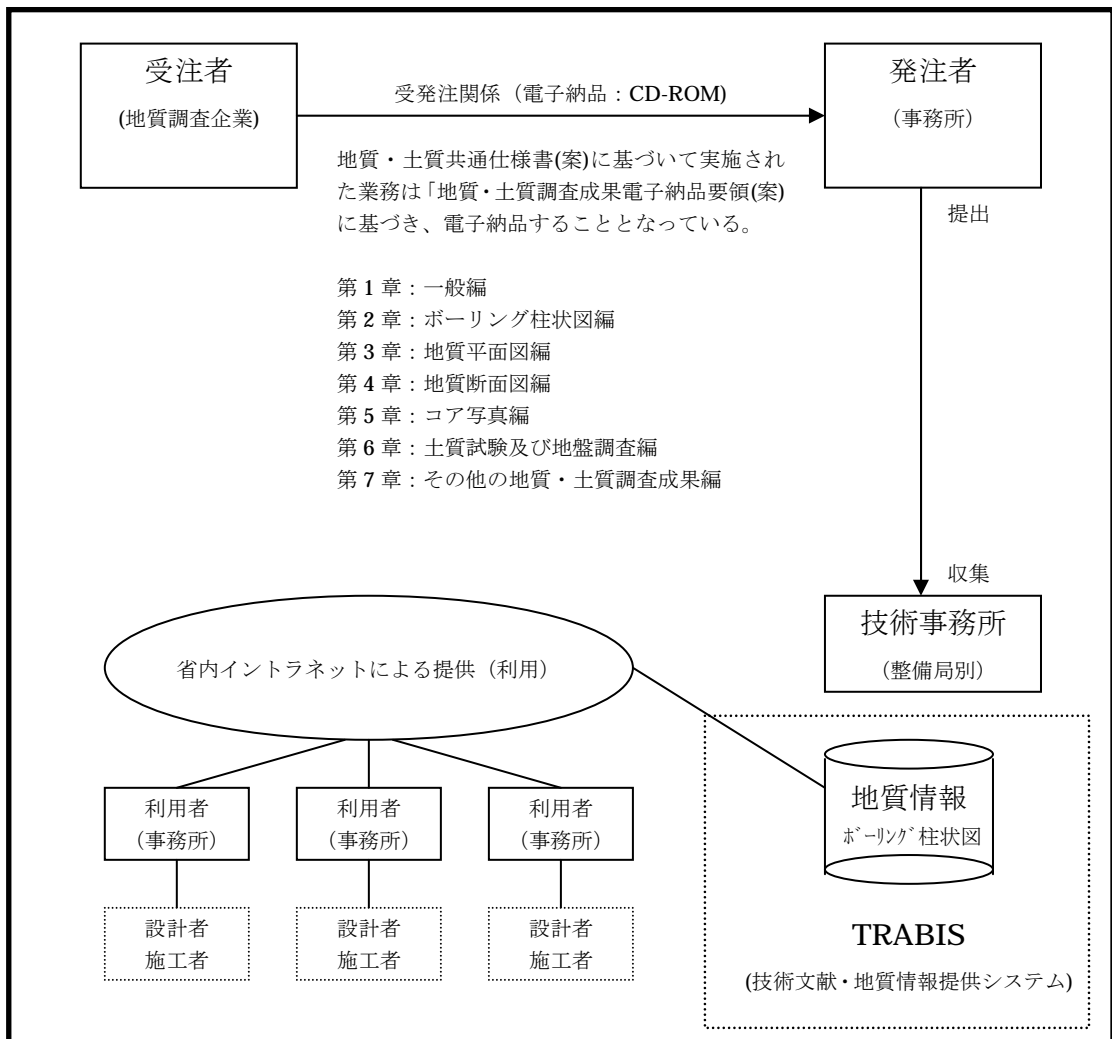 受注者
(地質調査企業)
受発注関係（電子納品：CD-ROM)
発注者
（事務所）
地質・土質共通仕様書(案)に基づいて実施され
た業務は「地質・土質調査成果電子納品要領(案)
に基づき、電子納品することとなっている。
提出
第 1 章：一般編
第 2 章：ボーリング柱状図編
第 3 章：地質平面図編
第 4 章：地質断面図編
第 5 章：コア写真編
第 6 章：土質試験及び地盤調査編
第 7 章：その他の地質・土質調査成果編
収集
技術事務所
（整備局別）
省内イントラネットによる提供（利用）
利用者
（事務所）
利用者
（事務所）
利用者
（事務所）
設計者
施工者
設計者
施工者
設計者
施工者
地質情報
ﾎﾞｰﾘﾝｸﾞ柱状図
TRABIS
(技術文献・地質情報提供システム)